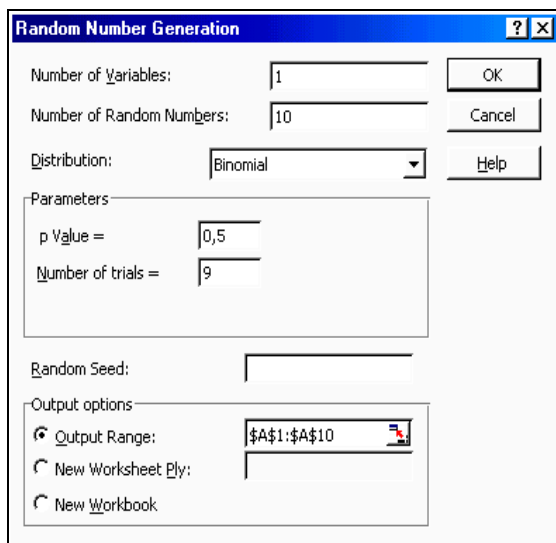 Random Number Generation
Number of Variables: 1 OK
Number of Random Numbers: 10 Cancel
Distribution: Binomial Help
Parameters
p Value = 0,5
Number of trials = 9
Random Seed:
Output options
Output Range: $A$1:$A$10
New Worksheet Ply:
New Workbook